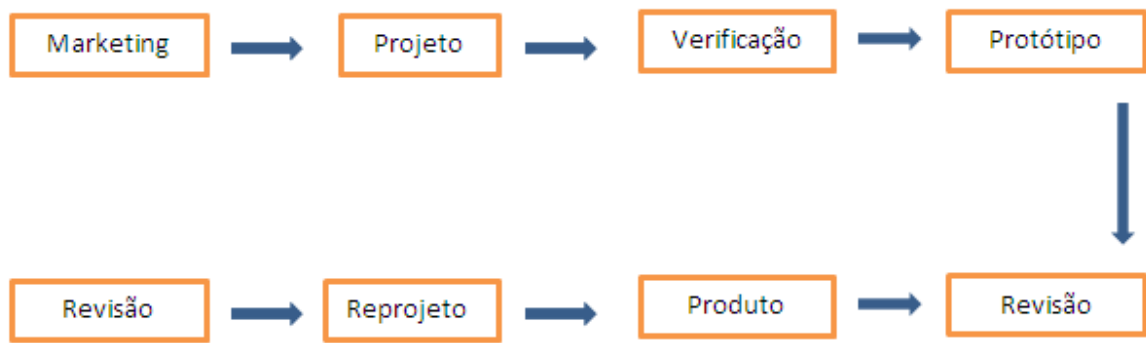 Marketing
Projeto
Verificação
Protótipo
Revisão
Reprojeto
Produto
Revisão